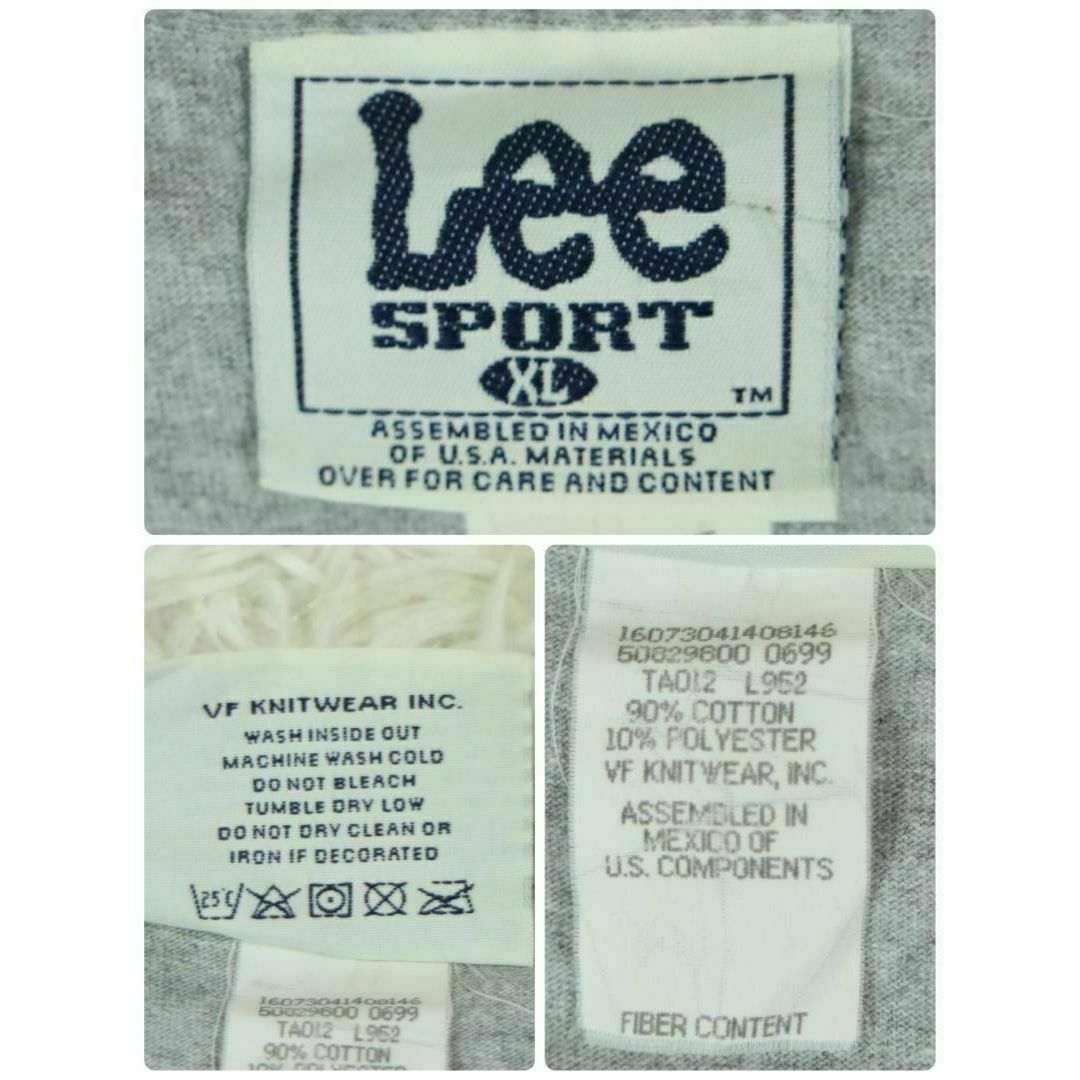 Lee
SPORT
XL
TM
ASSEMBLED IN MEXICO
OF U.S.A. MATERIALS
OVER FOR CARE AND CONTENT
VF KNITWEAR INC.
WASH INSIDE OUT
MACHINE WASH COLD
DO NOT BLEACH
TUMBLE DRY LOW
DO NOT DRY CLEAN OR
IRON IF DECORATED
25°C
16073041408146
50829800 0699
TA012 L952
90% COTTON
10% POLYESTER
16073041408146
50829800 0699
TA012 L952
90% COTTON
10% POLYESTER
VF KNITWEAR, INC.
ASSEMBLED IN
MEXICO OF
U.S. COMPONENTS
FIBER CONTENT